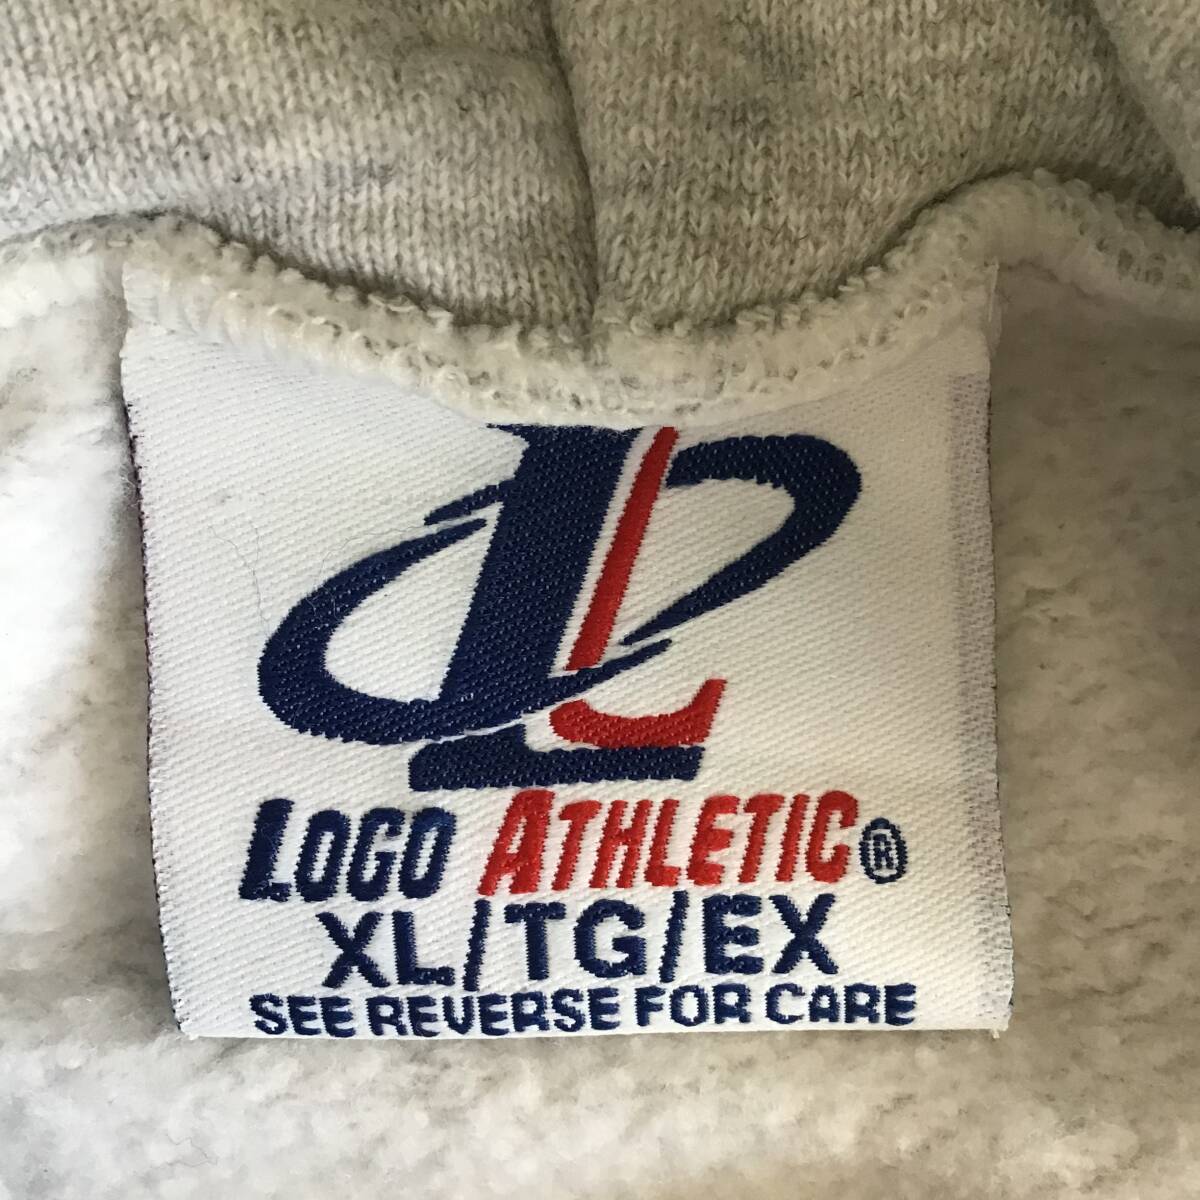 L
LOGO ATHLETIC®
XL/TG/EX
SEE REVERSE FOR CARE